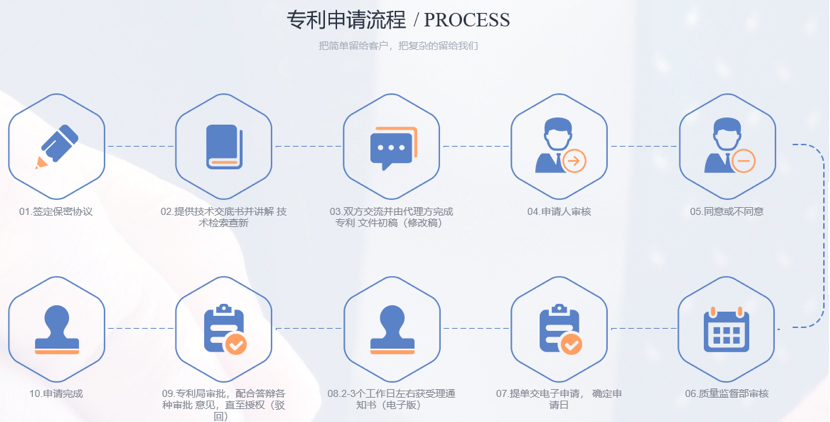 专利申请流程 / PROCESS
把简单留给客户，把复杂的留给我们
01.签定保密协议
02.提供技术交底书并讲解 技
术检索查新
03.双方交流并由代理方完成
专利 文件初稿（修改稿）
04.申请人审核
05.同意或不同意
10.申请完成
09.专利局审批，配合答辩各
种审批 意见，直至授权（驳
回）
08.2-3个工作日左右获受理通
知书（电子版）
07.提单交电子申请， 确定申
请日
06.质量监督部审核